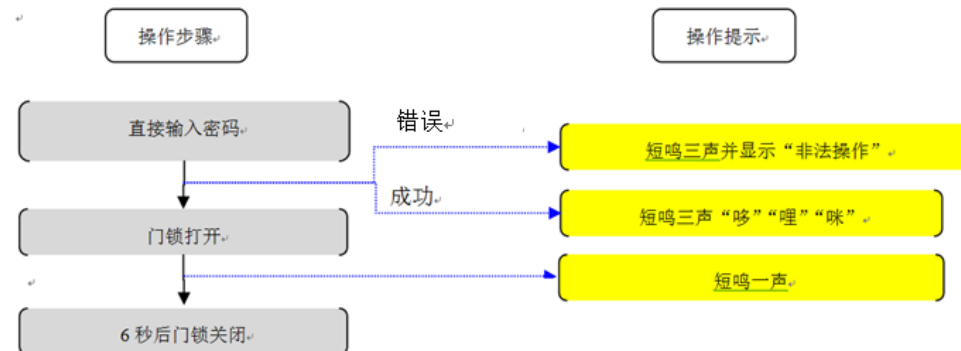 操作步骤
操作提示
直接输入密码
错误
短鸣三声并显示“非法操作”
成功
短鸣三声“哆”“哩”“咪”
门锁打开
短鸣一声
6秒后门锁关闭